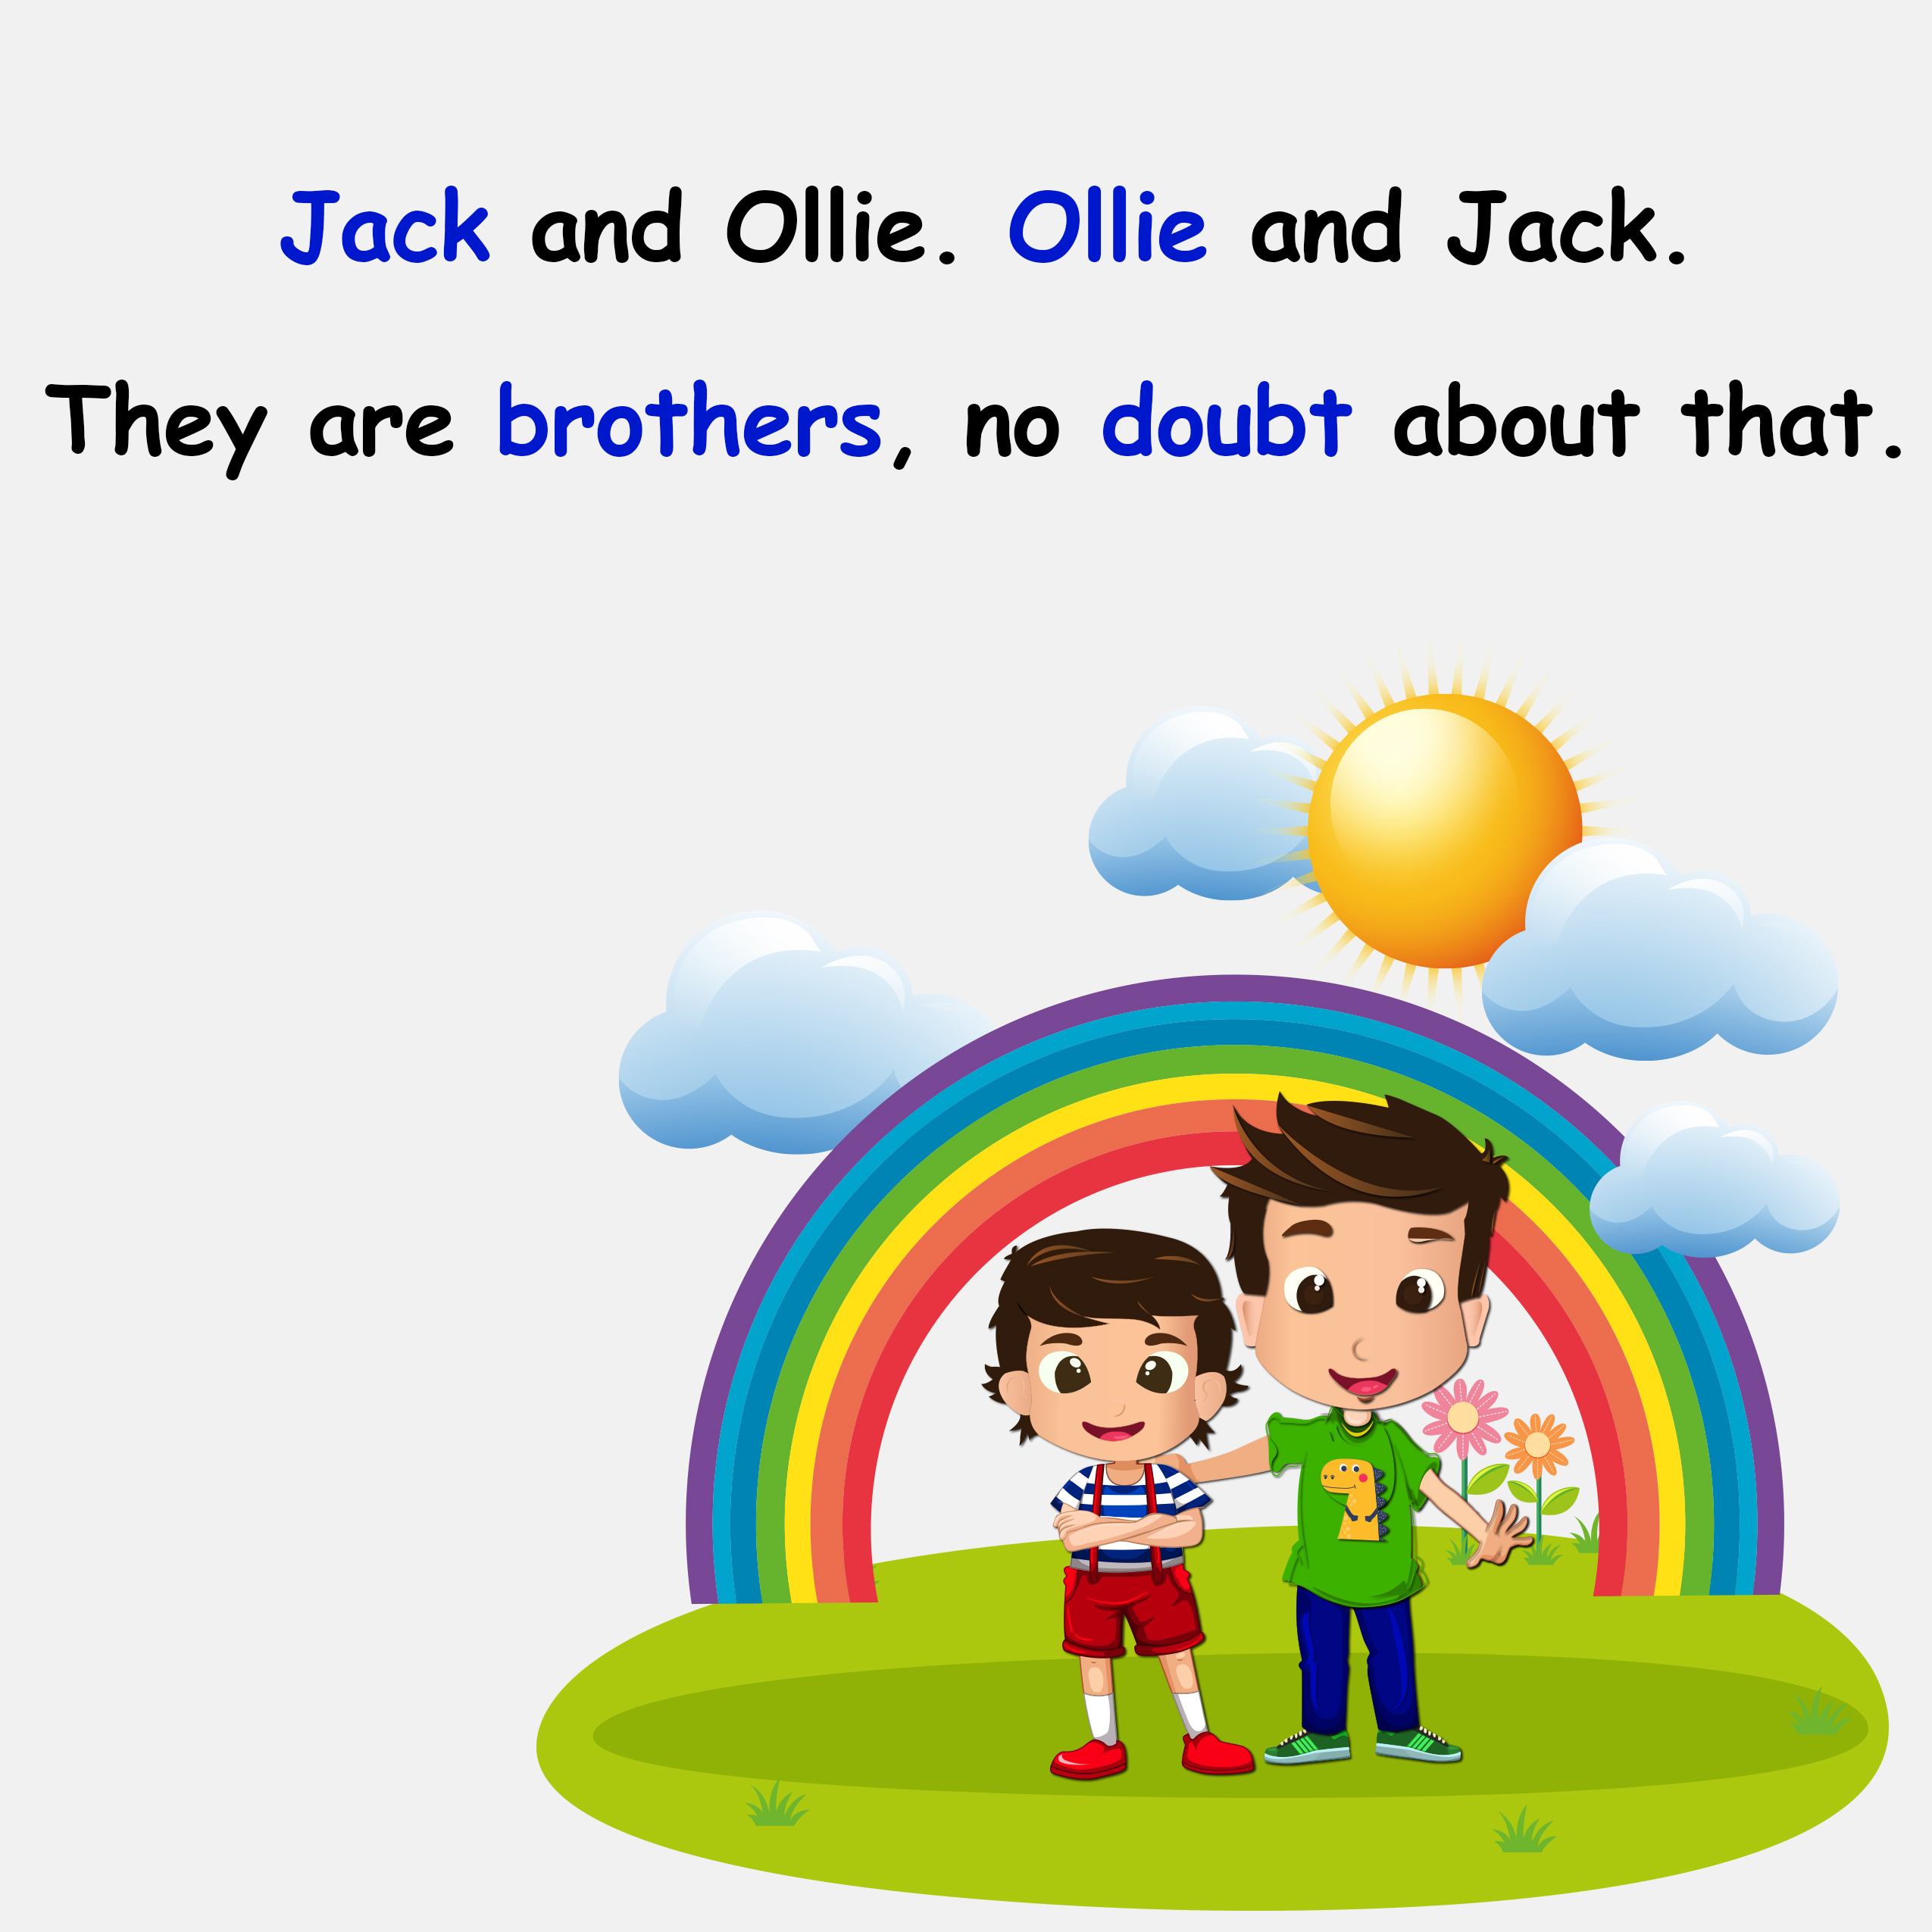 Jack and Ollie. Ollie and Jack.
They are brothers, no doubt about that.